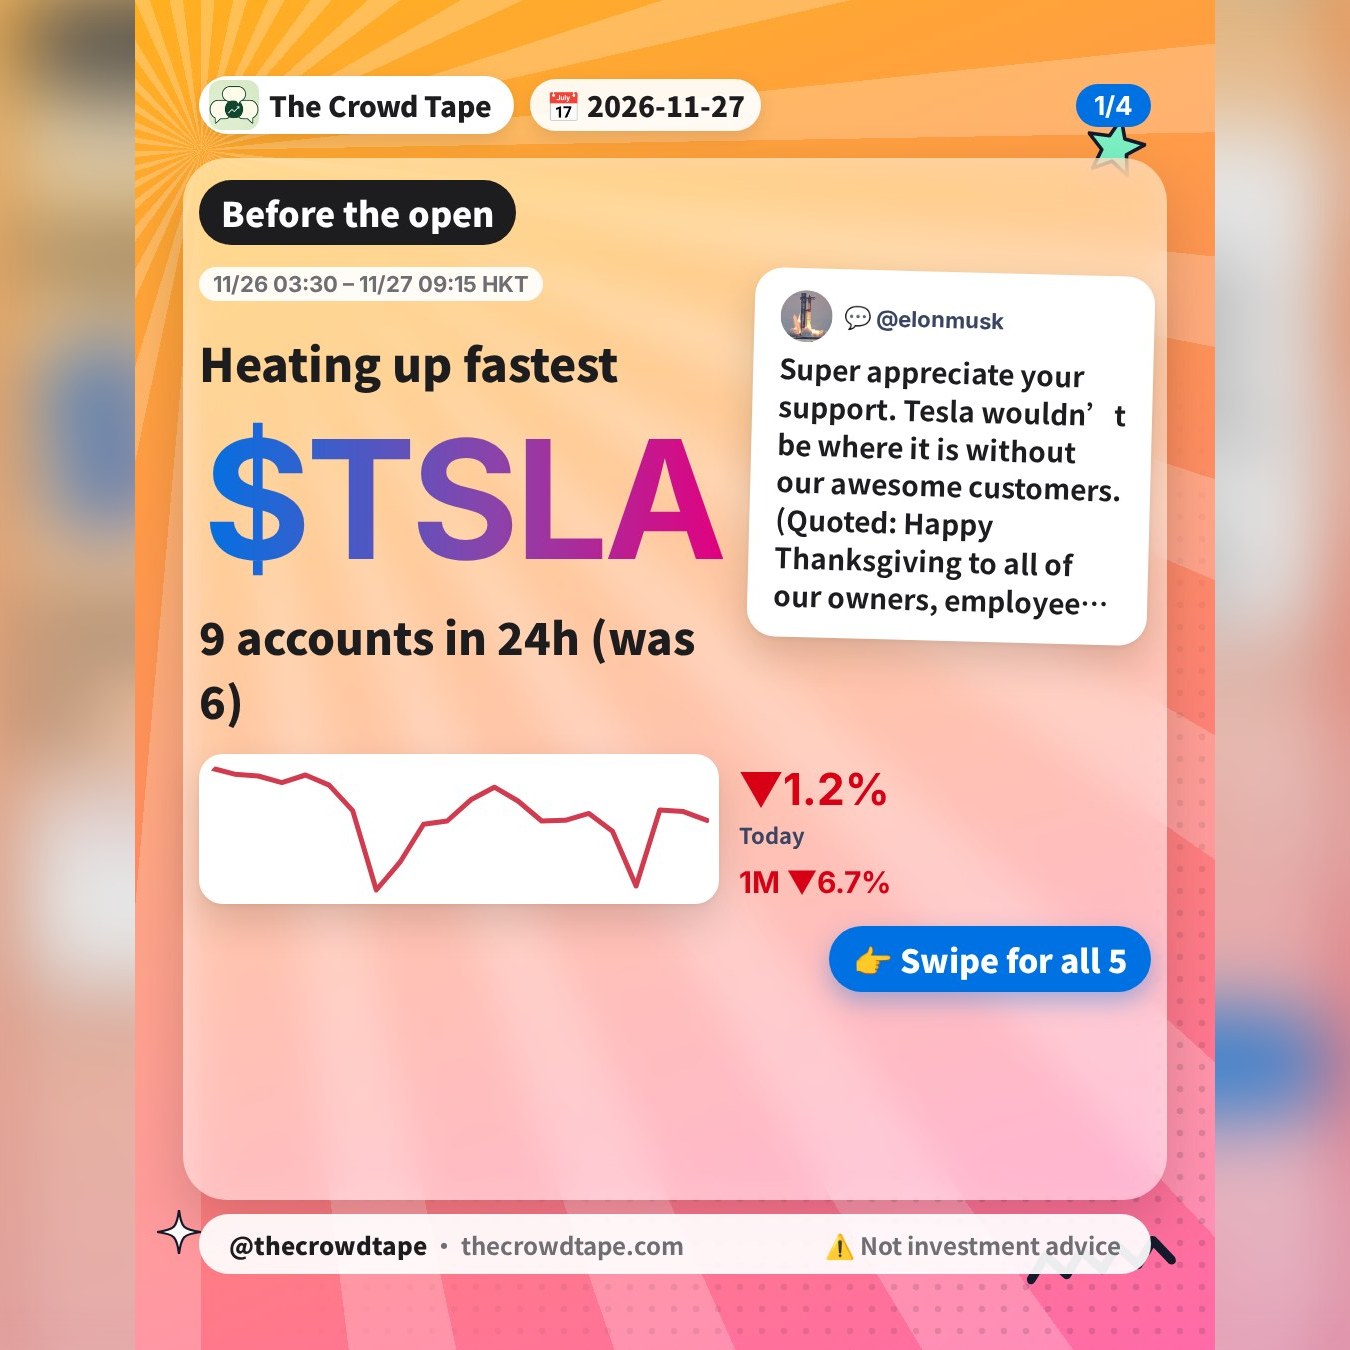 The Crowd Tape
July 17 2026-11-27
1/4
Before the open
11/26 03:30 – 11/27 09:15 HKT
Heating up fastest
$TSLA
9 accounts in 24h (was
6)
💬 @elonmusk
Super appreciate your
support. Tesla wouldn’t
be where it is without
our awesome customers.
(Quoted: Happy
Thanksgiving to all of
our owners, employee…
▼1.2%
Today
1M ▼6.7%
👉 Swipe for all 5
@thecrowdtape • thecrowdtape.com
⚠️ Not investment advice